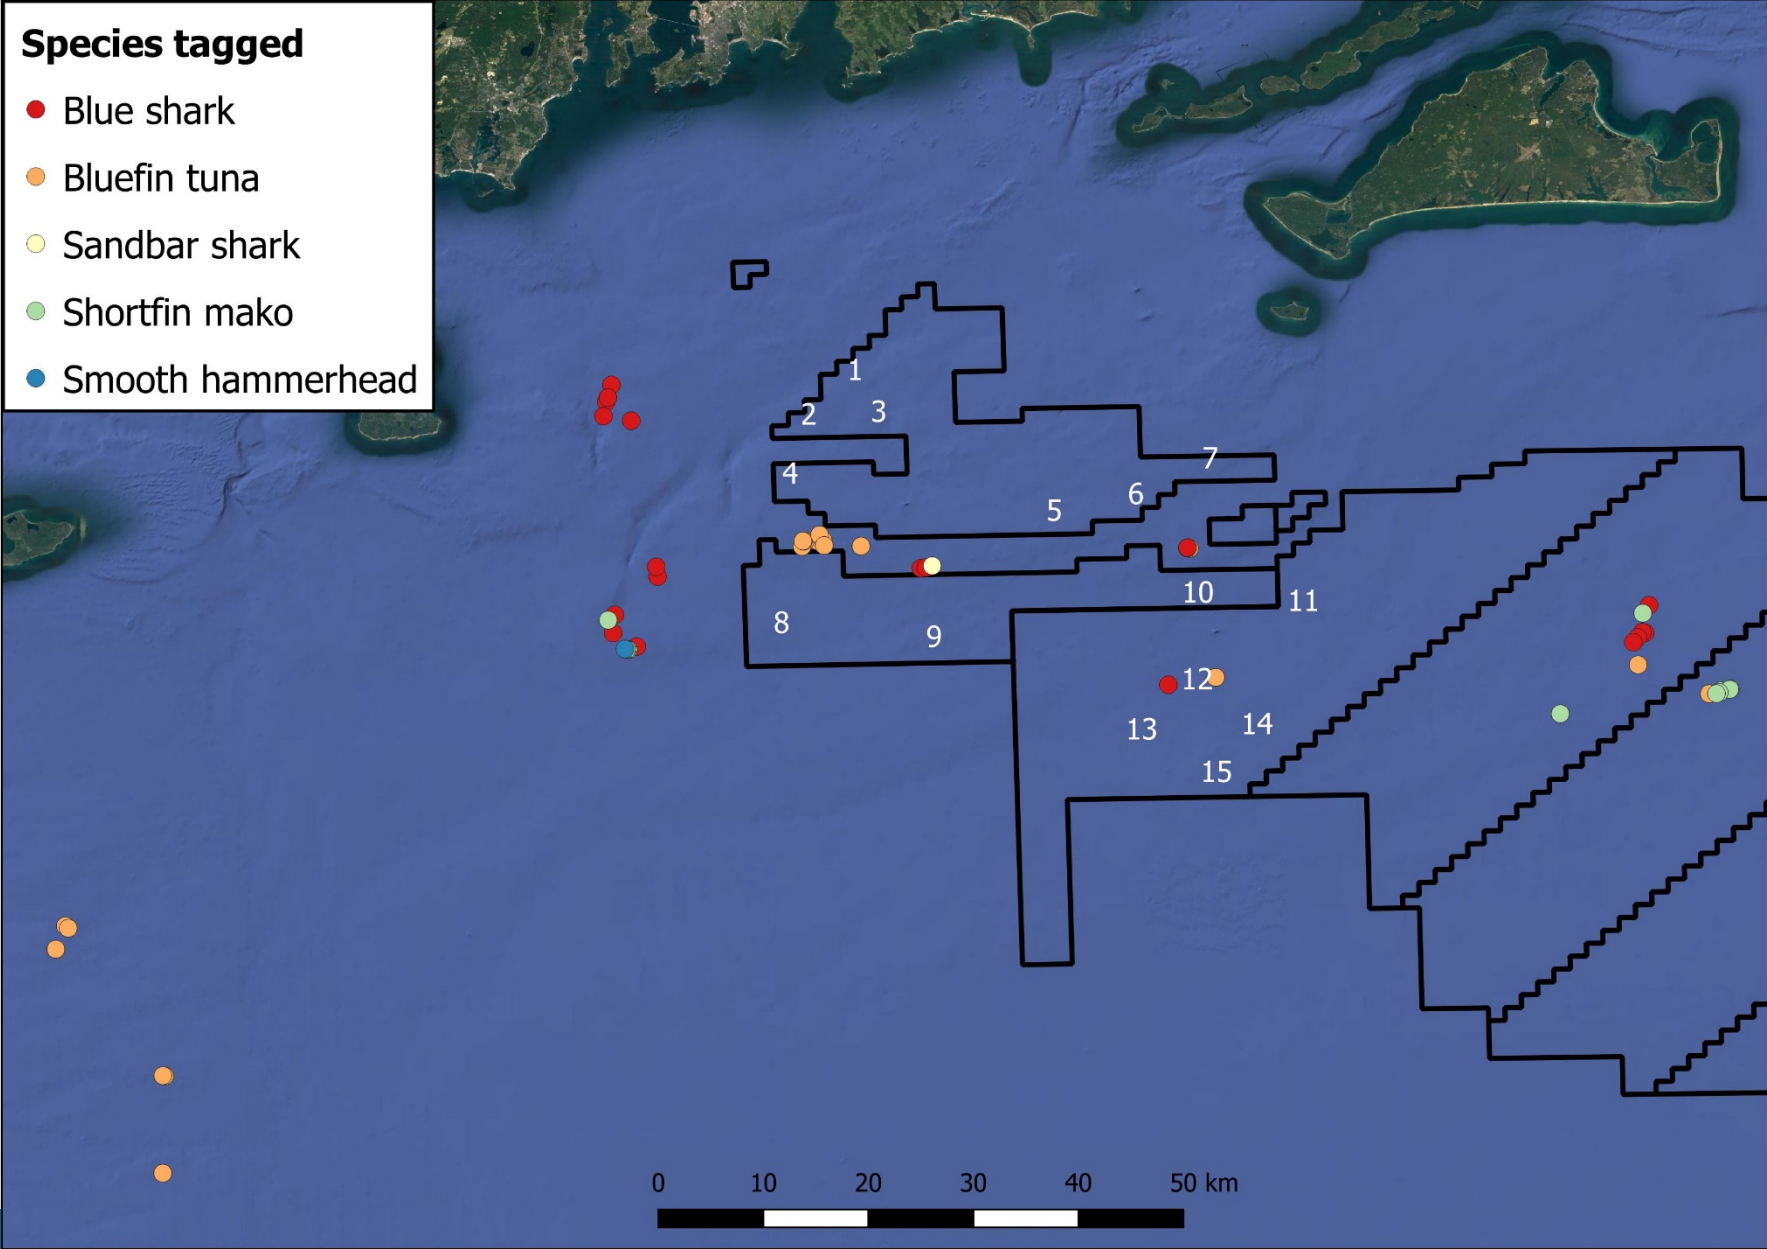 Species tagged
Blue shark
Bluefin tuna
Sandbar shark
Shortfin mako
Smooth hammerhead
1
2
3
4
7
6
5
10
11
8
9
12
13
14
15
0 10 20 30 40 50 km